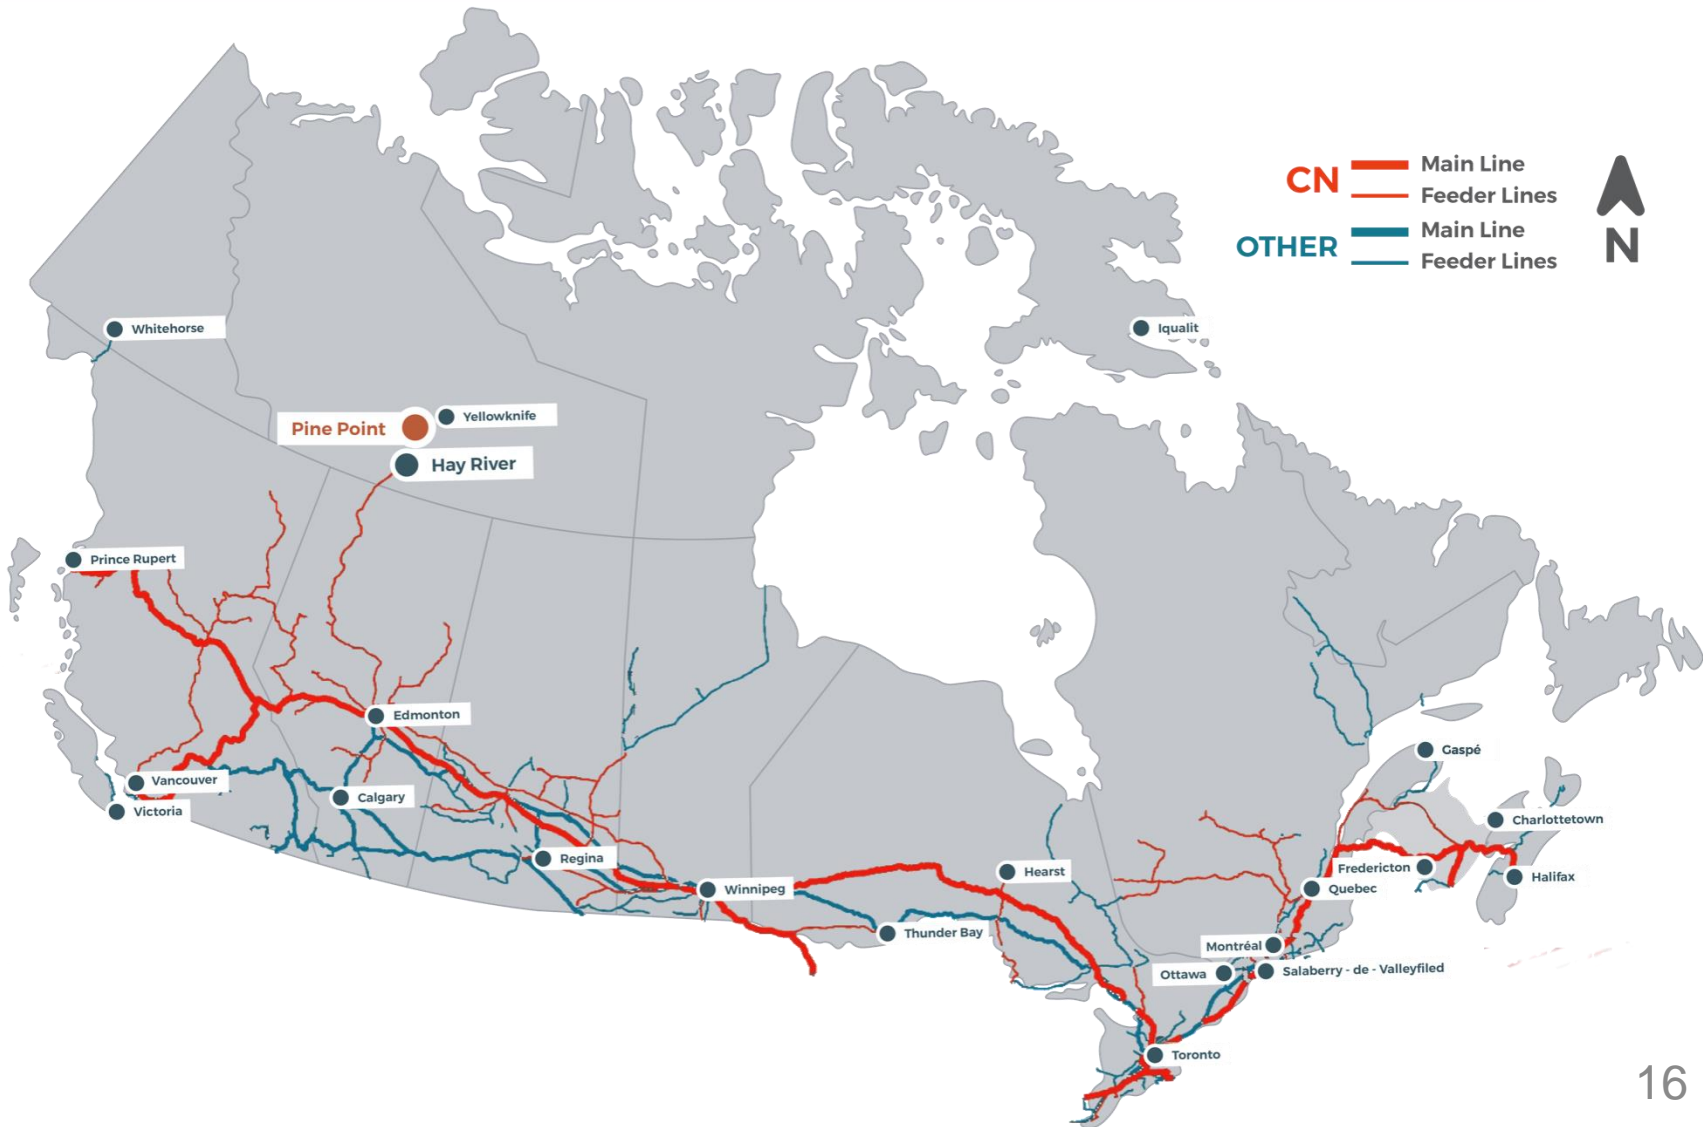 CN
Main Line
Feeder Lines
OTHER
Main Line
Feeder Lines
N
Whitehorse
Iqualit
Yellowknife
Pine Point
Hay River
Prince Rupert
Edmonton
Gaspé
Vancouver
Calgary
Victoria
Charlottetown
Regina
Fredericton
Hearst
Halifax
Winnipeg
Quebec
Thunder Bay
Montréal
Ottawa
Salaberry - de - Valleyfiled
Toronto
16